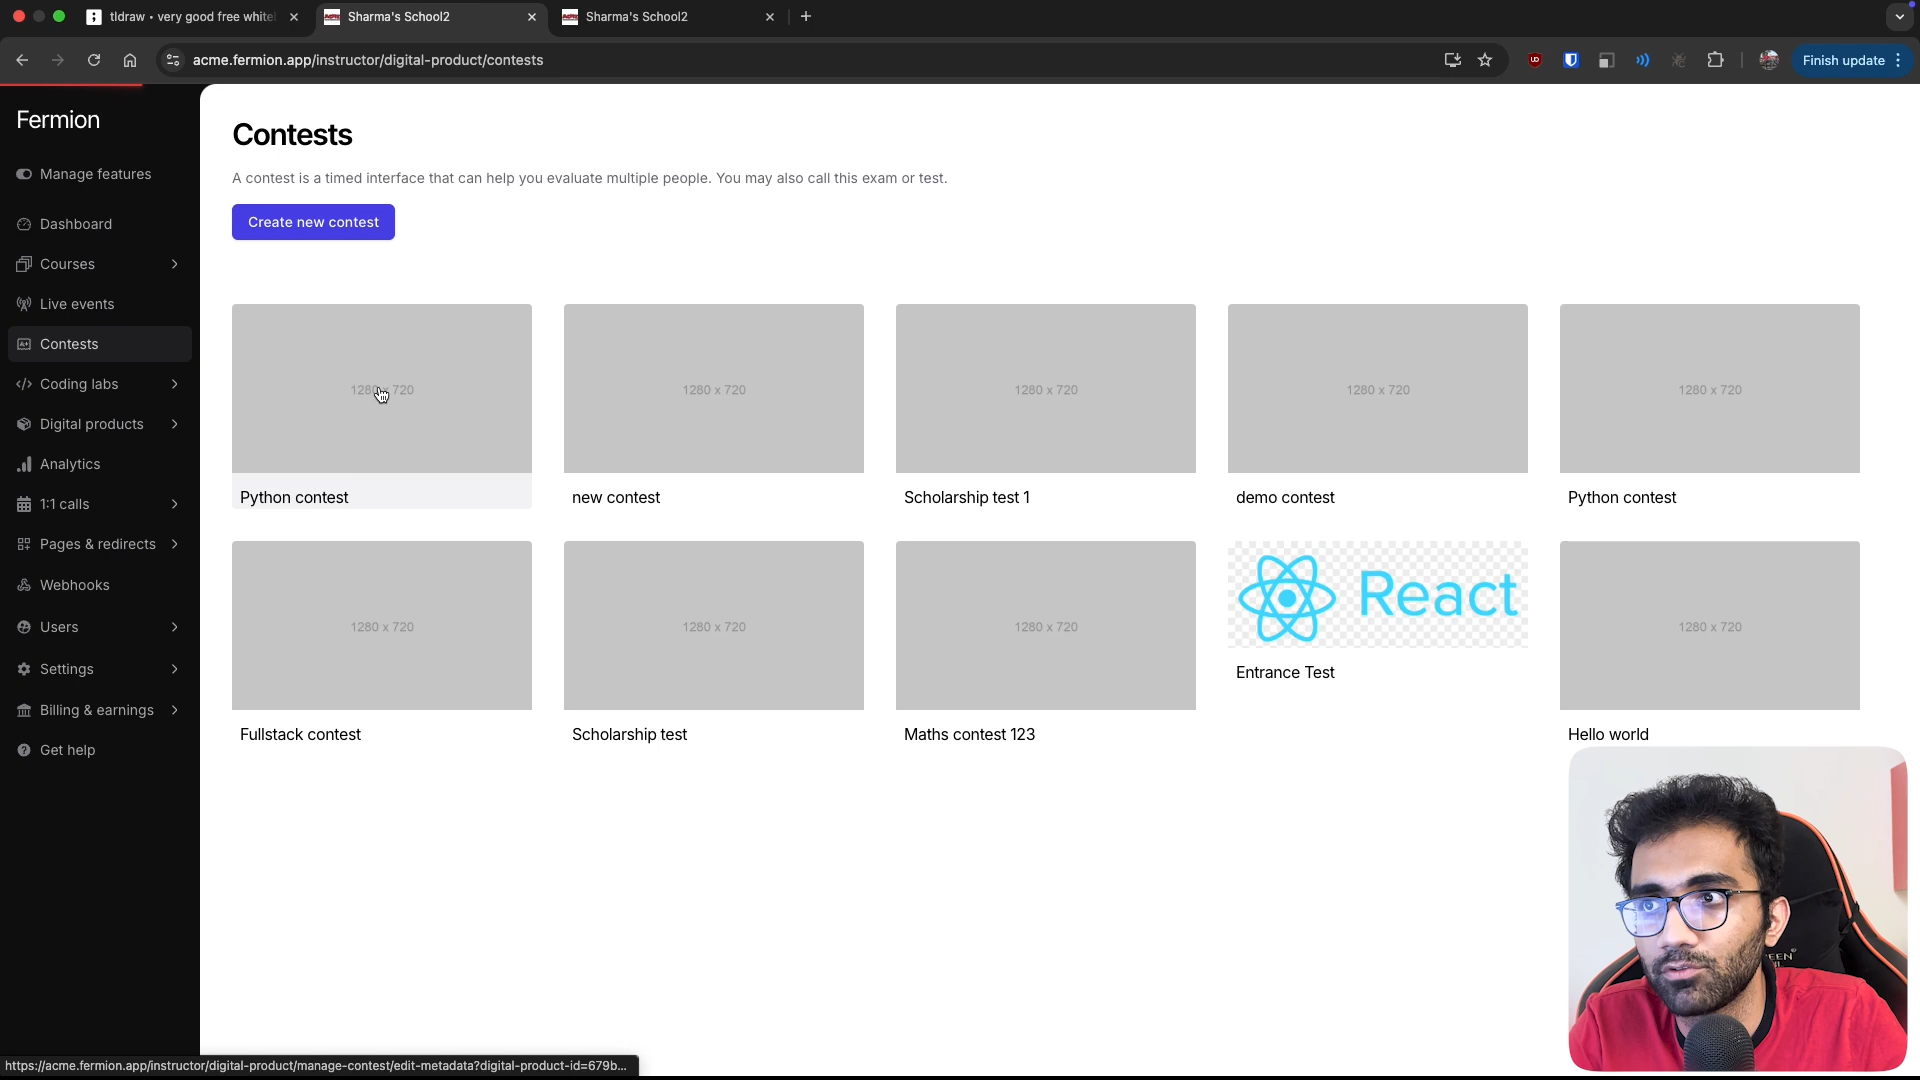 tldraw • very good free white
Sharma's School2
Sharma's School2
acme.fermion.app/instructor/digital-product/contests
Finish update
Fermion
Manage features
Dashboard
Courses
Live events
Contests
Coding labs
Digital products
Analytics
1:1 calls
Pages & redirects
Webhooks
Users
Settings
Billing & earnings
Get help
Contests
A contest is a timed interface that can help you evaluate multiple people. You may also call this exam or test.
Create new contest
1280 x 720
1280 x 720
1280 x 720
1280 x 720
1280 x 720
Python contest
new contest
Scholarship test 1
demo contest
Python contest
1280 x 720
1280 x 720
1280 x 720
React
1280 x 720
Entrance Test
Fullstack contest
Scholarship test
Maths contest 123
Hello world
https://acme.fermion.app/instructor/digital-product/manage-contest/edit-metadata?digital-product-id=679b...